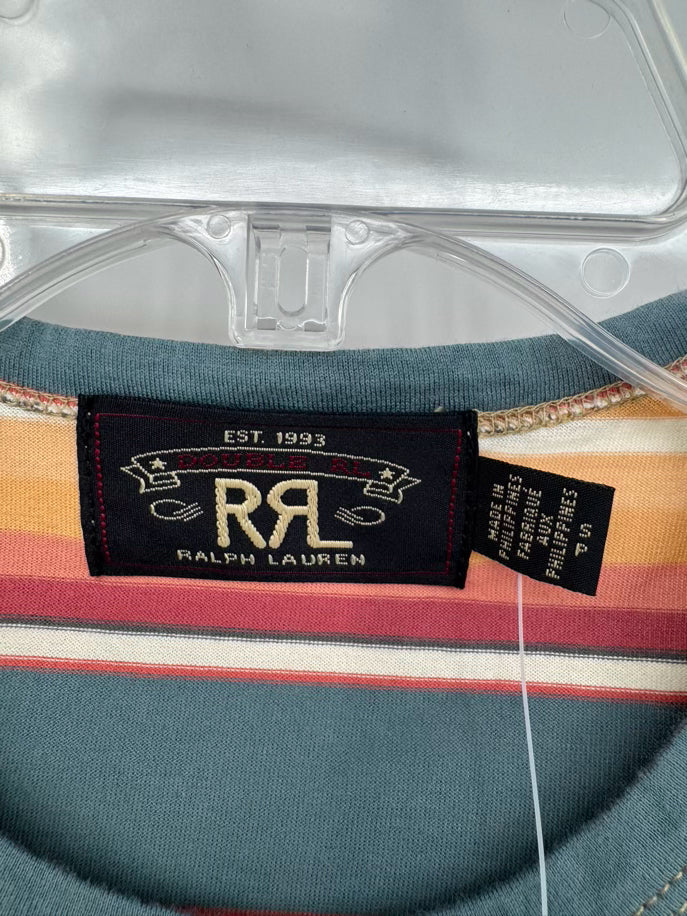 EST. 1993
DOUBLE RL
RRL
RALPH LAUREN
MADE IN
PHILIPPINES
FABRIQUÉ
AUX
PHILIPPINES
S
P